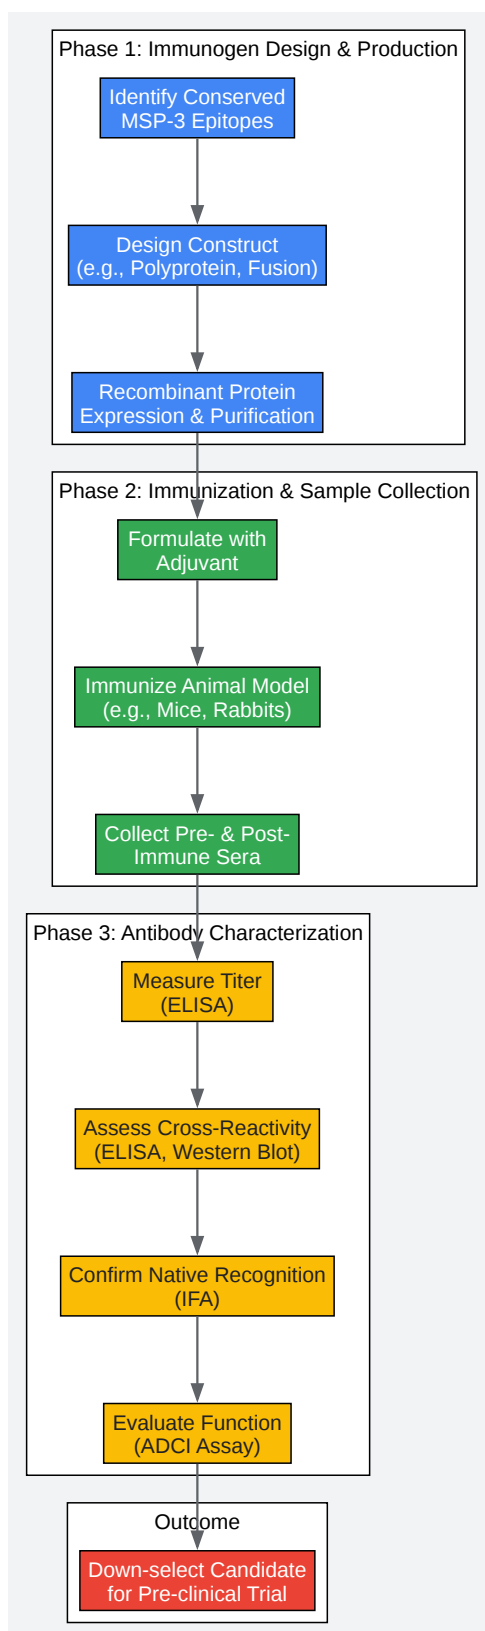 Phase 1: Immunogen Design & Production
Identify Conserved
MSP-3 Epitopes
Design Construct
(e.g., Polyprotein, Fusion)
Recombinant Protein
Expression & Purification
Phase 2: Immunization & Sample Collection
Formulate with
Adjuvant
Immunize Animal Model
(e.g., Mice, Rabbits)
Collect Pre- & Post-
Immune Sera
Phase 3: Antibody Characterization
Measure Titer
(ELISA)
Assess Cross-Reactivity
(ELISA, Western Blot)
Confirm Native Recognition
(IFA)
Evaluate Function
(ADCI Assay)
Outcome
Down-select Candidate
for Pre-clinical Trial